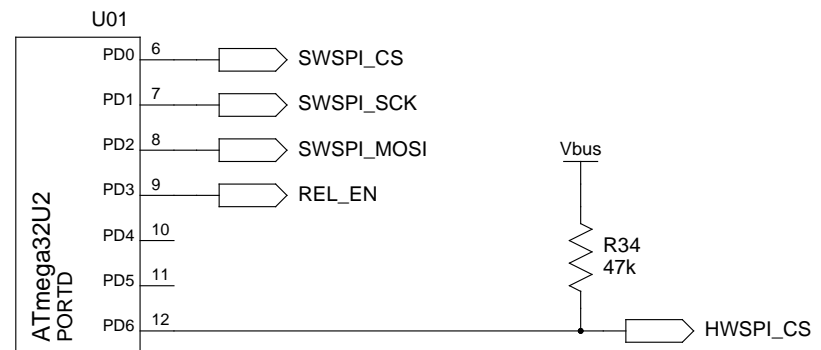 U01
PD0 6 SWSPI_CS
PD1 7 SWSPI_SCK
PD2 8 SWSPI_MOSI
Vbus
PD3 9 REL_EN
PD4 10
R34
47k
PD5 11
PD6 12 HWSPI_CS
ATmega32U2
PORTD